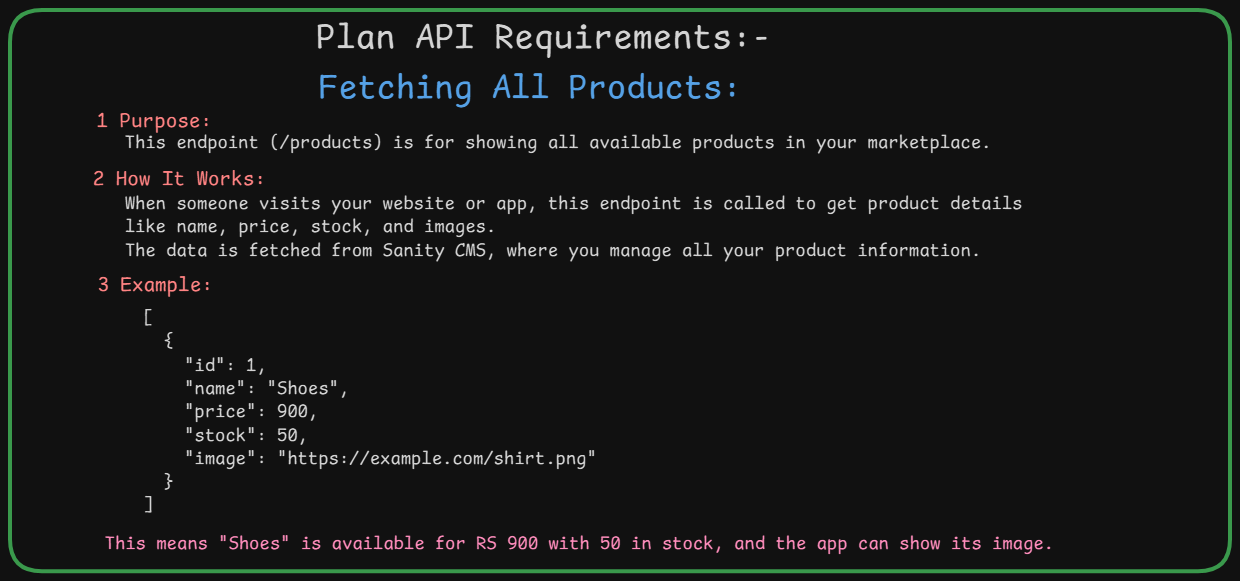 Plan API Requirements:-
Fetching All Products:
1 Purpose:
This endpoint (/products) is for showing all available products in your marketplace.
2 How It Works:
When someone visits your website or app, this endpoint is called to get product details
like name, price, stock, and images.
The data is fetched from Sanity CMS, where you manage all your product information.
3 Example:
[
{
"id": 1,
"name": "Shoes",
"price": 900,
"stock": 50,
"image": "https://example.com/shirt.png"
}
]
This means "Shoes" is available for RS 900 with 50 in stock, and the app can show its image.